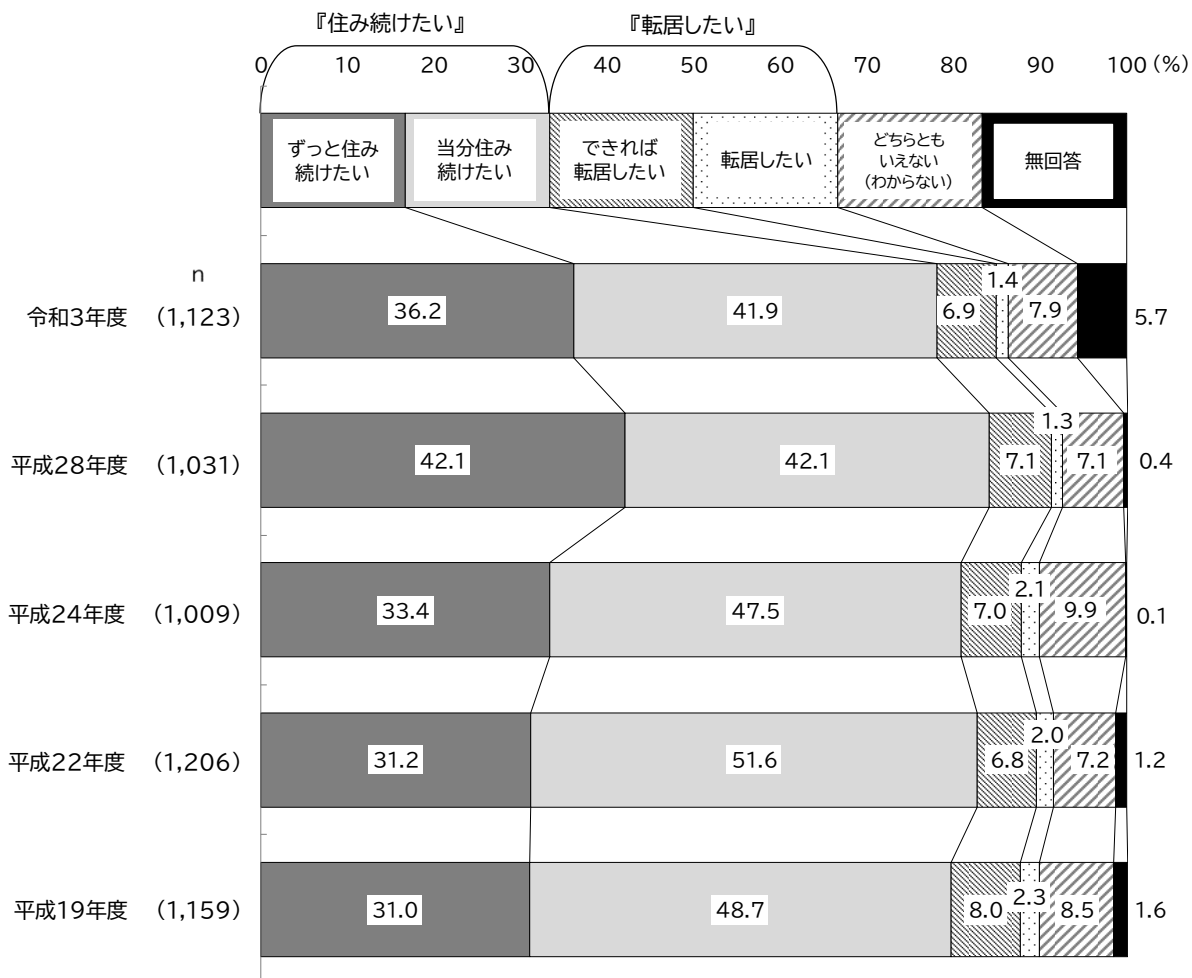 『住み続けたい』 『転居したい』
0 10 20 30 40 50 60 70 80 90 100 (%)
ずっと住み
続けたい
当分住み
続けたい
できれば
転居したい
転居したい
どちらとも
いえない
(わからない)
無回答
n
令和3年度 (1,123) 36.2 41.9 6.9 1.4 7.9 5.7
平成28年度 (1,031) 42.1 42.1 7.1 1.3 7.1 0.4
平成24年度 (1,009) 33.4 47.5 7.0 2.1 9.9 0.1
平成22年度 (1,206) 31.2 51.6 6.8 2.0 7.2 1.2
平成19年度 (1,159) 31.0 48.7 8.0 2.3 8.5 1.6